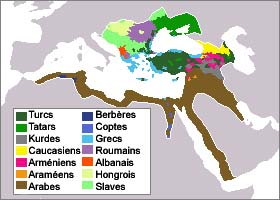 Turcs
Tatars
Kurdes
Caucasiens
Arméniens
Araméens
Arabes
Berbères
Coptes
Grecs
Roumains
Albanais
Hongrois
Slaves